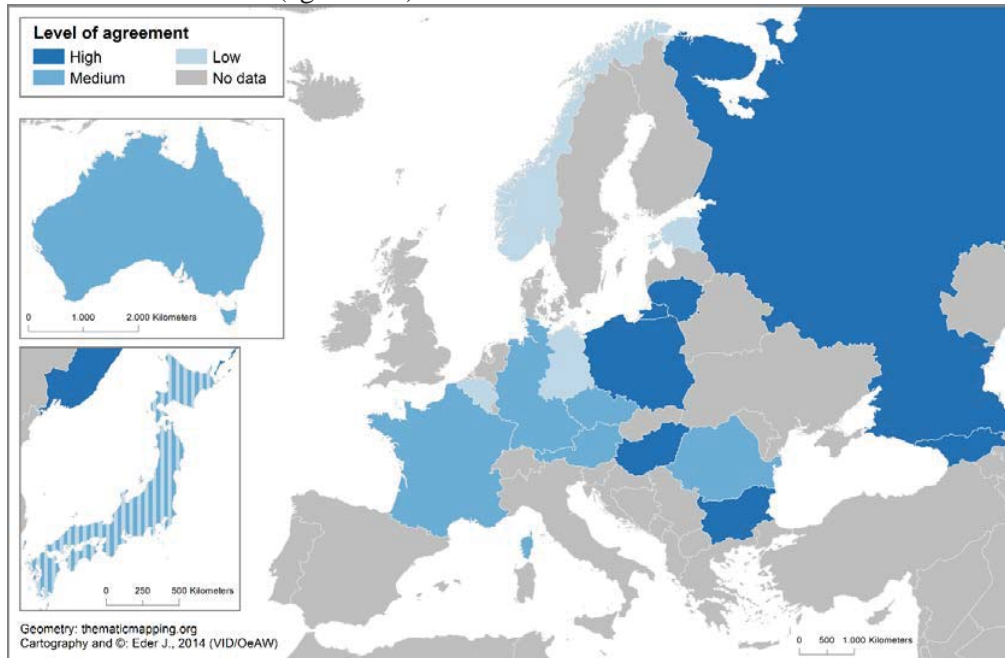 Level of agreement
High
Low
Medium
No data
0 1.000 2.000 Kilometers
0 250 500 Kilometers
Geometry: thematicmapping.org
Cartography and ©: Eder J., 2014 (VID/OeAW)
0 500 1.000 Kilometers